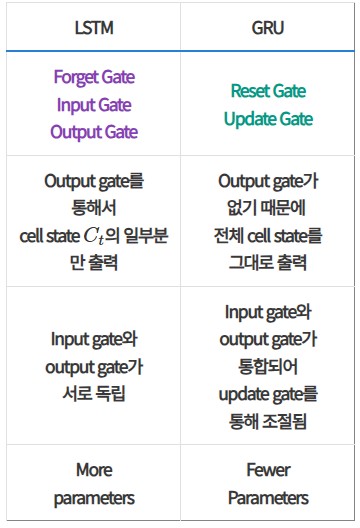 LSTM
GRU
Forget Gate
Input Gate
Output Gate
Reset Gate
Update Gate
Output gate를
통해서
cell state C_t의 일부분
만 출력
Output gate가
없기 때문에
전체 cell state를
그대로 출력
Input gate와
output gate가
서로 독립
Input gate와
output gate가
통합되어
update gate를
통해 조절됨
More
parameters
Fewer
Parameters